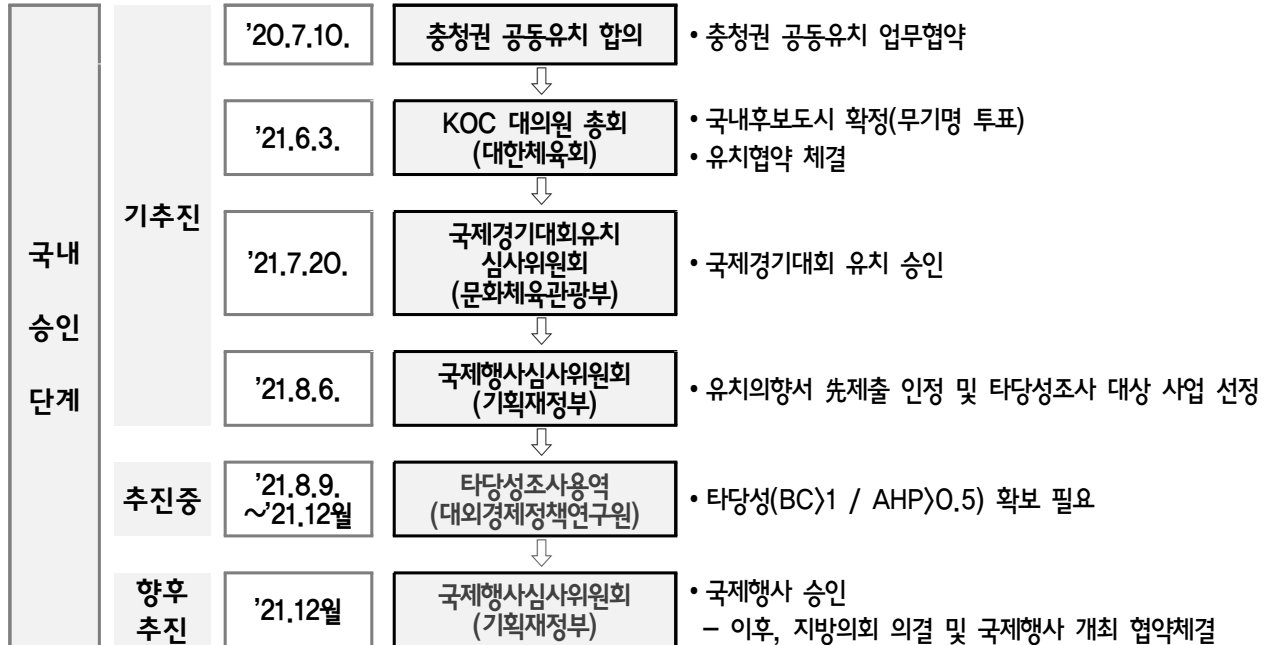 국내
승인
단계
기추진
’20.7.10.
충청권 공동유치 합의
• 충청권 공동유치 업무협약
’21.6.3.
KOC 대의원 총회
(대한체육회)
• 국내후보도시 확정(무기명 투표)
• 유치협약 체결
’21.7.20.
국제경기대회유치
심사위원회
(문화체육관광부)
• 국제경기대회 유치 승인
’21.8.6.
국제행사심사위원회
(기획재정부)
• 유치의향서 先제출 인정 및 타당성조사 대상 사업 선정
추진중
’21.8.9.
~’21.12월
타당성조사용역
(대외경제정책연구원)
• 타당성(BC>1 / AHP>0.5) 확보 필요
향후
추진
’21.12월
국제행사심사위원회
(기획재정부)
• 국제행사 승인
– 이후, 지방의회 의결 및 국제행사 개최 협약체결